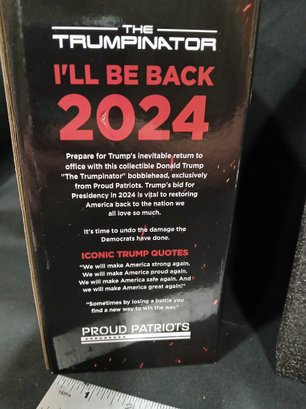 THE
TRUMPINATOR
I'LL BE BACK
2024
Prepare for Trump's inevitable return to
office with this collectible Donald Trump
"The Trumpinator" bobblehead, exclusively
from Proud Patriots. Trump's bid for
Presidency in 2024 is vital to restoring
America back to the nation we
all love so much.
It's time to undo the damage the
Democrats have done.
ICONIC TRUMP QUOTES
"We will make America strong again.
We will make America proud again.
We will make America safe again. And
we will make America great again!"
"Sometimes by losing a battle you
find a new way to win the war."
PROUD PATRIOTS
1
2